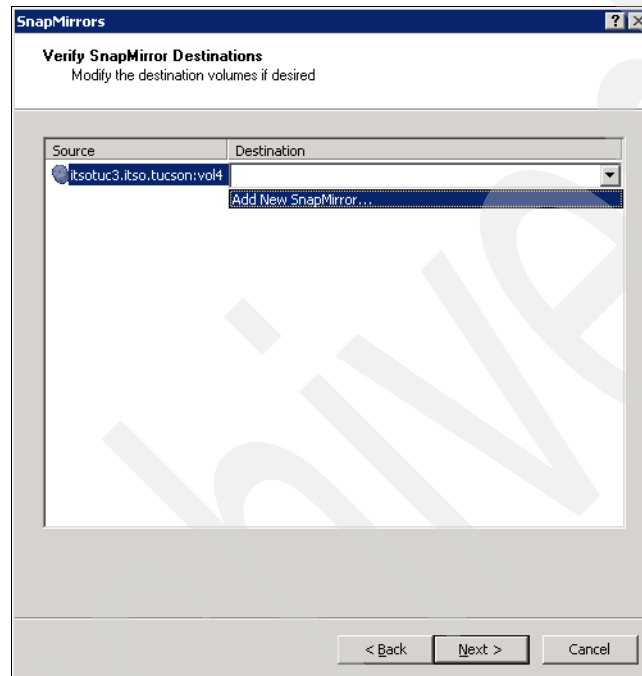 SnapMirrors
Verify SnapMirror Destinations
Modify the destination volumes if desired
Source Destination
itsotuc3.itso.tucson:vol4
Add New SnapMirror...
< Back Next > Cancel